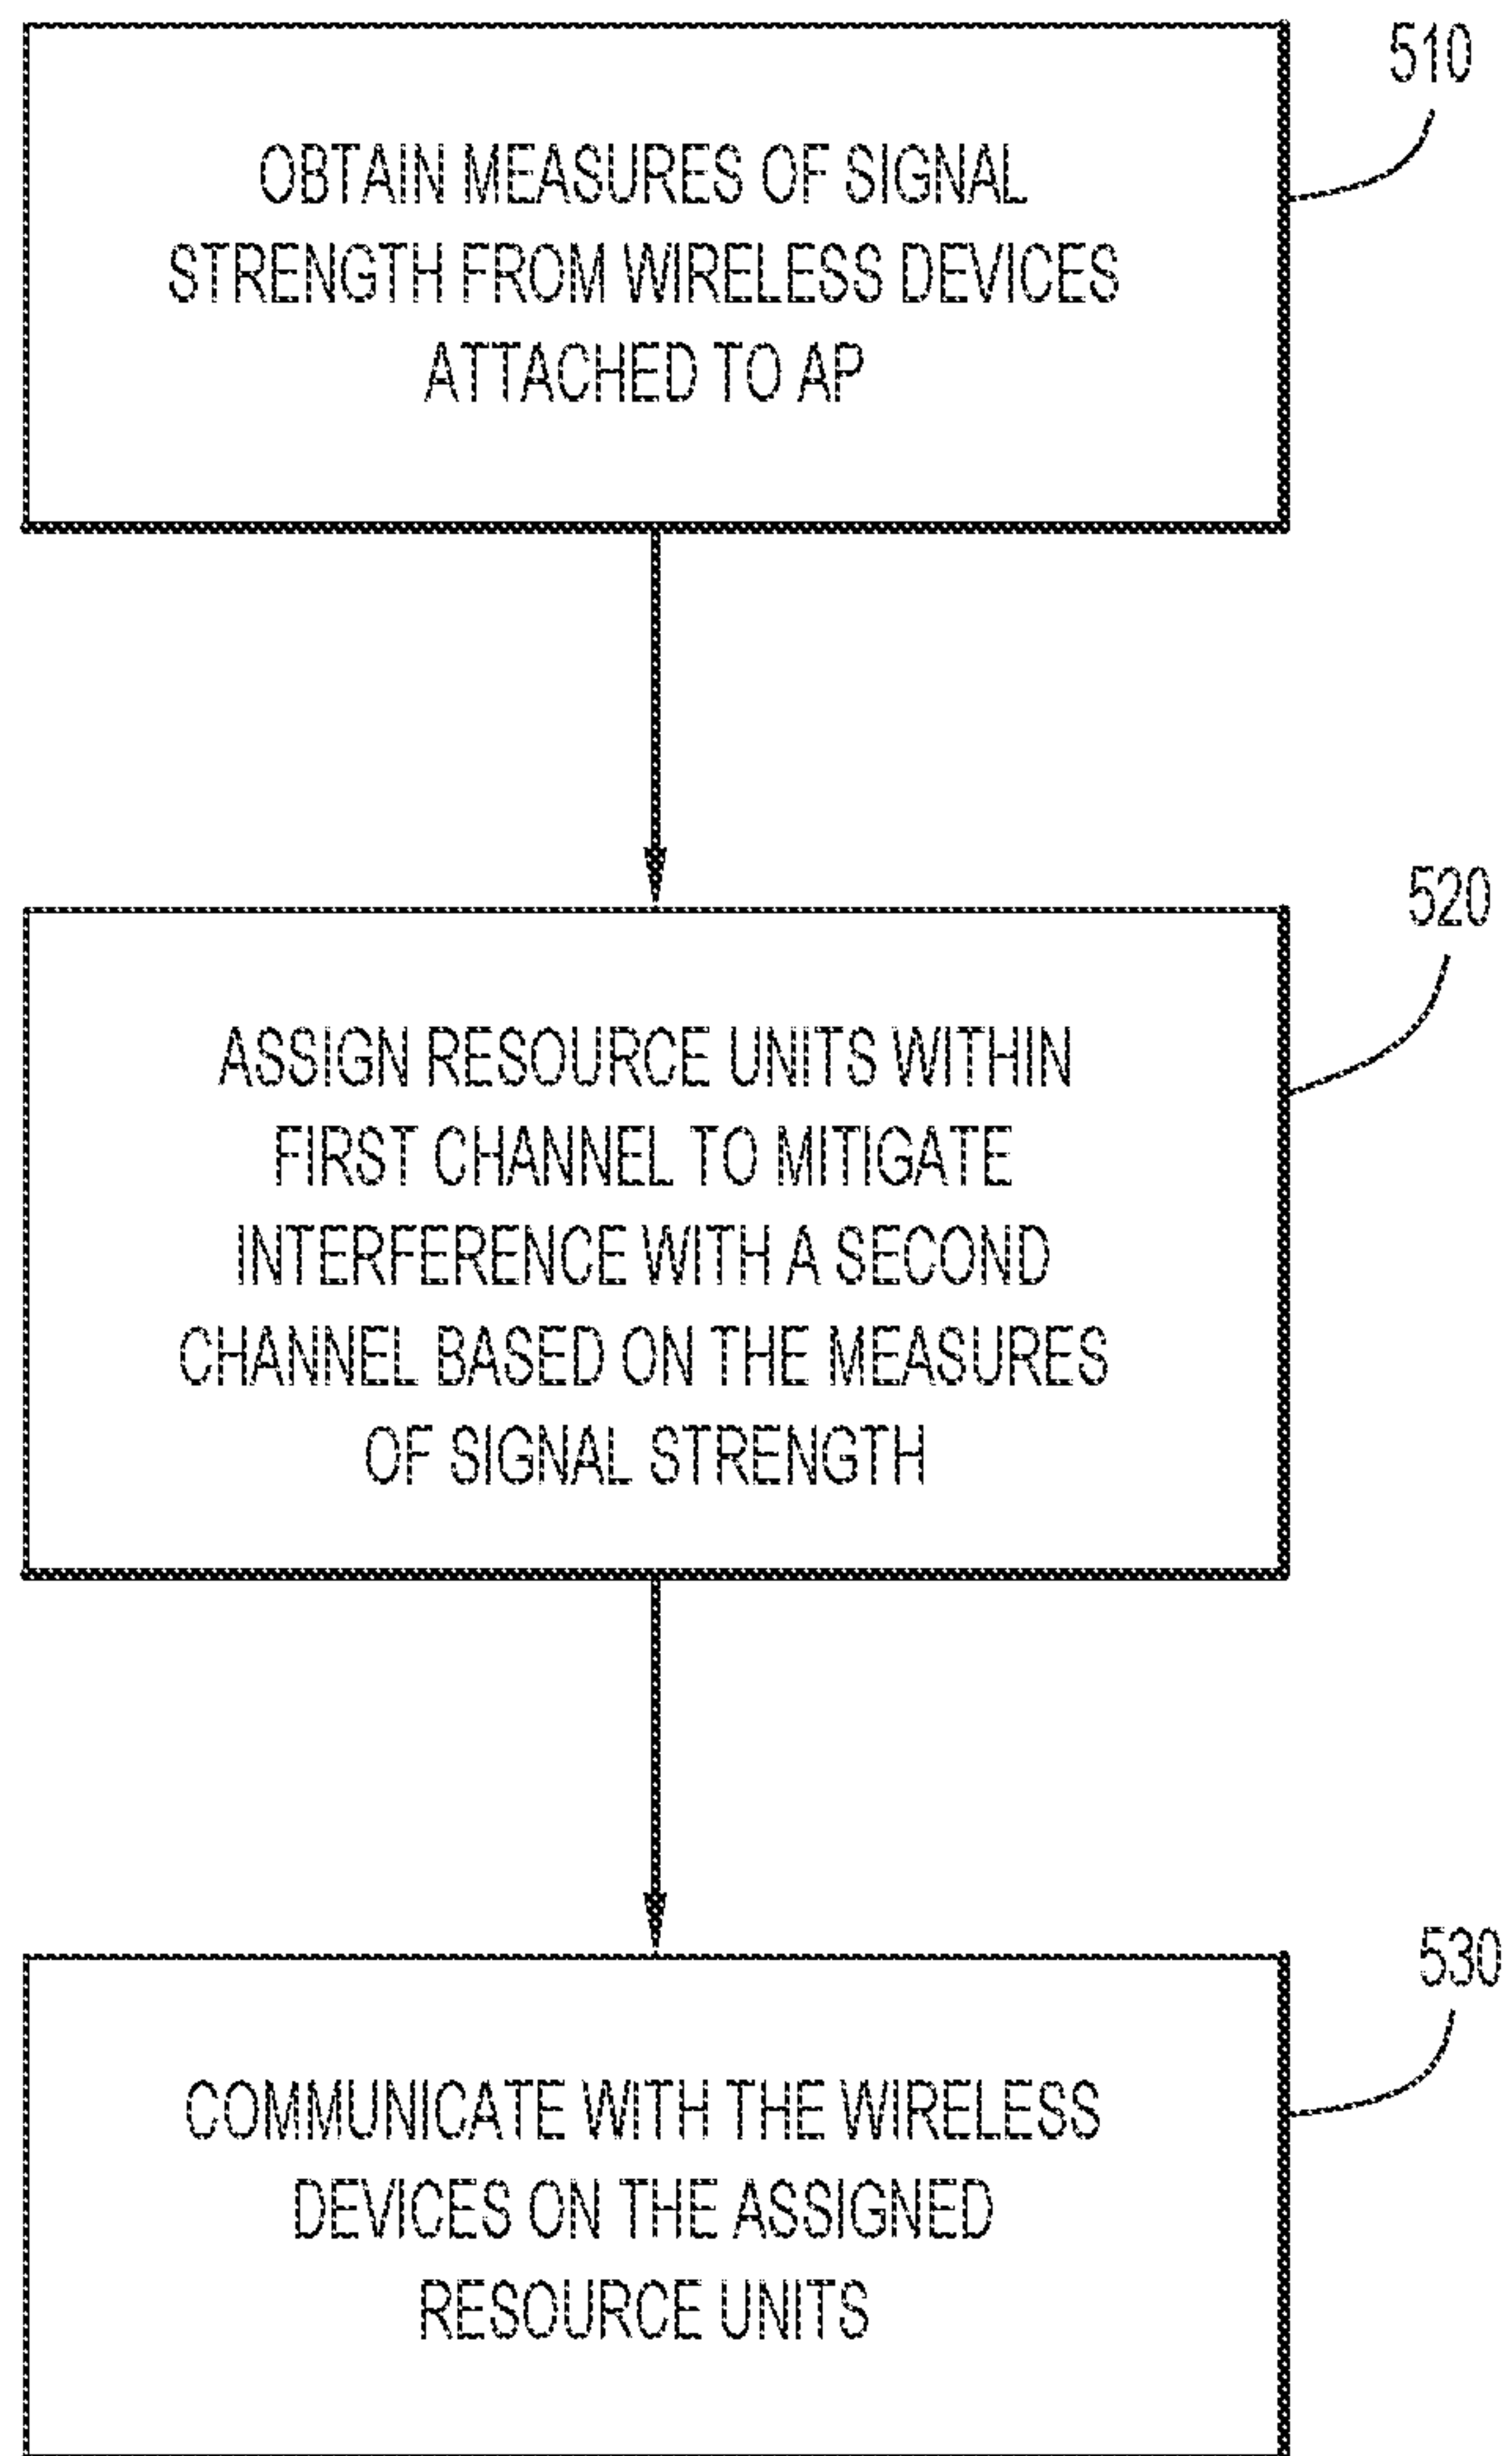 510
OBTAIN MEASURES OF SIGNAL
STRENGTH FROM WIRELESS DEVICES
ATTACHED TO AP
520
ASSIGN RESOURCE UNITS WITHIN
FIRST CHANNEL TO MITIGATE
INTERFERENCE WITH A SECOND
CHANNEL BASED ON THE MEASURES
OF SIGNAL STRENGTH
530
COMMUNICATE WITH THE WIRELESS
DEVICES ON THE ASSIGNED
RESOURCE UNITS